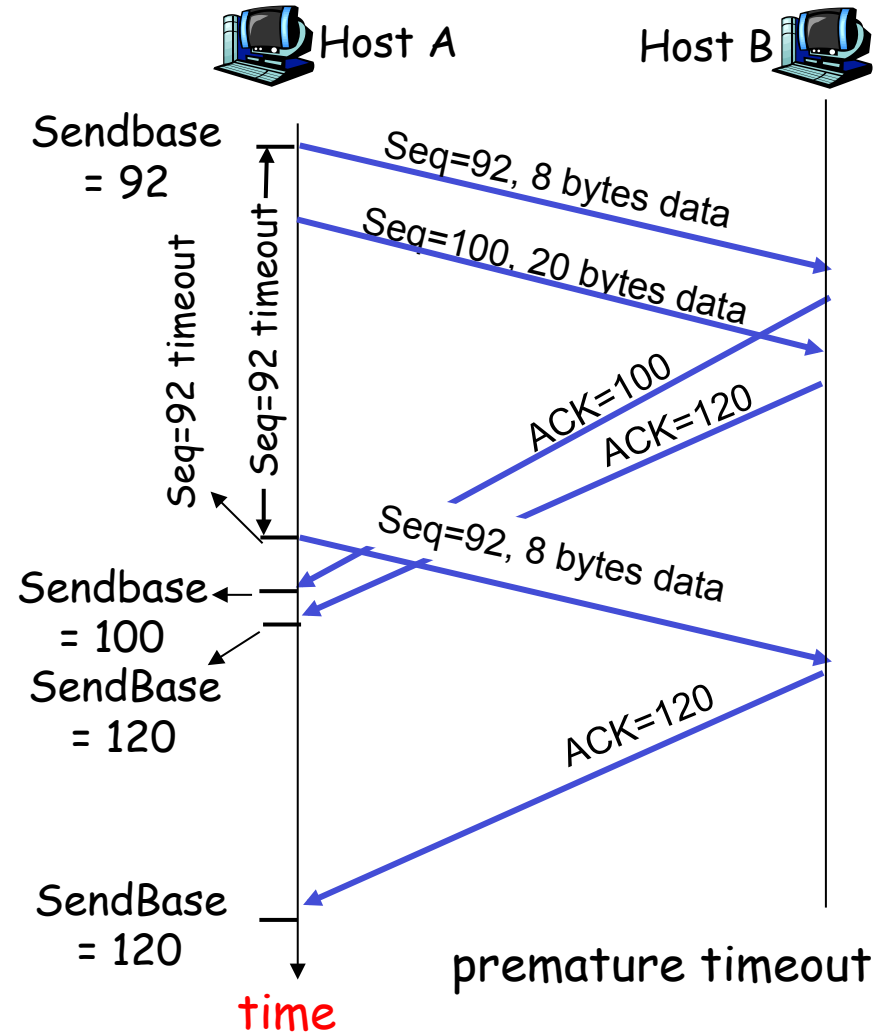 Host A
Host B
Sendbase
= 92
Seq=92, 8 bytes data
Seq=100, 20 bytes data
Seq=92 timeout
Seq=92 timeout
ACK=100
ACK=120
Seq=92, 8 bytes data
Sendbase
= 100
SendBase
= 120
ACK=120
SendBase
= 120
premature timeout
time